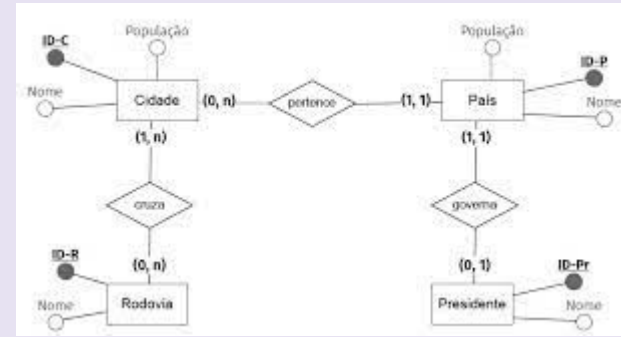 População
ID-C
Nome
Cidade
(0, n)
pertence
(1, 1)
População
ID-P
País
Nome
(1, n)
(1, 1)
cruza
governa
(0, n)
(0, 1)
ID-R
Nome
Rodovia
ID-Pr
Presidente
Nome